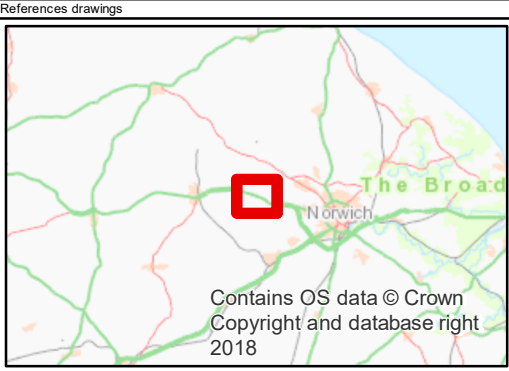 References drawings
The Broad
Norwich
Contains OS data © Crown
Copyright and database right
2018